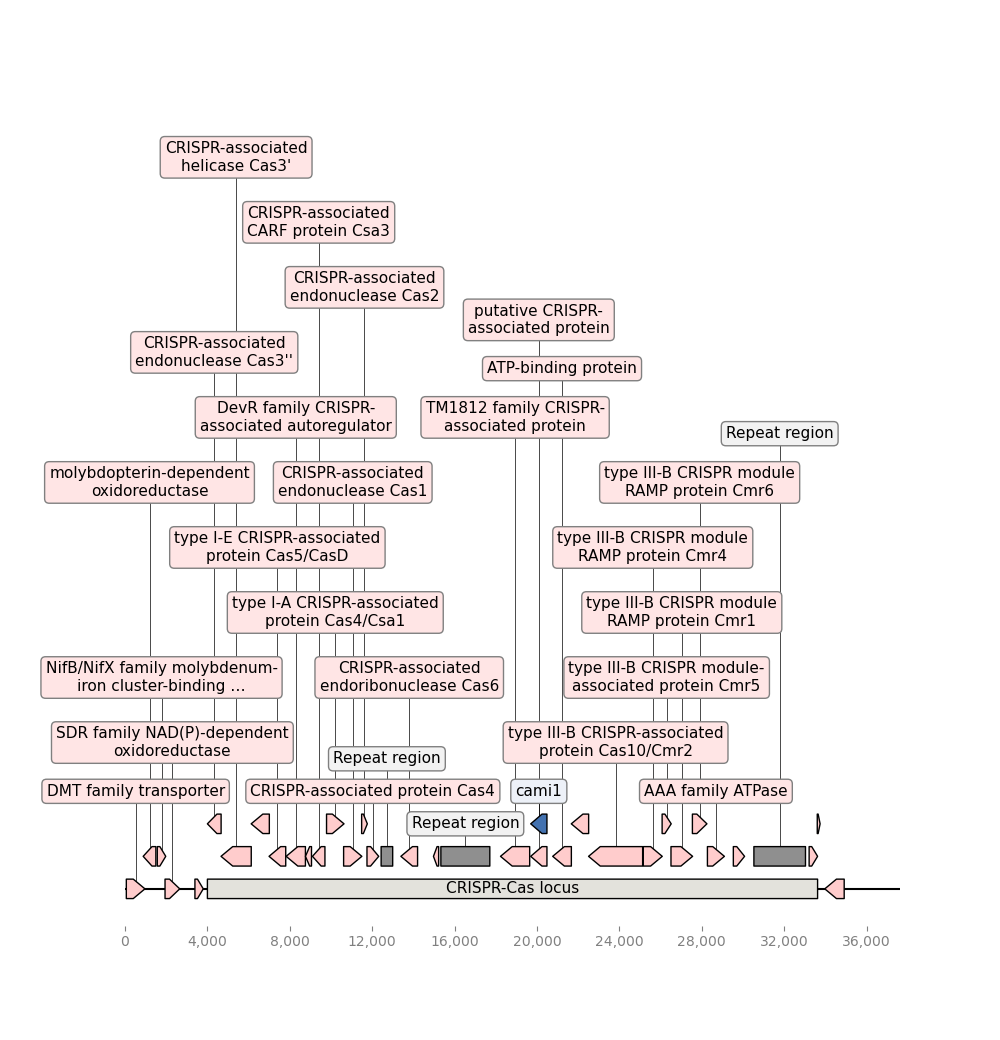 CRISPR-associated
helicase Cas3'
CRISPR-associated
CARF protein Csa3
CRISPR-associated
endonuclease Cas2
putative CRISPR-
associated protein
CRISPR-associated
endonuclease Cas3''
ATP-binding protein
DevR family CRISPR-
associated autoregulator
TM1812 family CRISPR-
associated protein
Repeat region
molybdopterin-dependent
oxidoreductase
CRISPR-associated
endonuclease Cas1
type III-B CRISPR module
RAMP protein Cmr6
type I-E CRISPR-associated
protein Cas5/CasD
type III-B CRISPR module
RAMP protein Cmr4
type I-A CRISPR-associated
protein Cas4/Csa1
type III-B CRISPR module
RAMP protein Cmr1
NifB/NifX family molybdenum-
iron cluster-binding ...
CRISPR-associated
endoribonuclease Cas6
type III-B CRISPR module-
associated protein Cmr5
SDR family NAD(P)-dependent
oxidoreductase
type III-B CRISPR-associated
protein Cas10/Cmr2
Repeat region
DMT family transporter
CRISPR-associated protein Cas4
cami1
AAA family ATPase
Repeat region
CRISPR-Cas locus
0 4,000 8,000 12,000 16,000 20,000 24,000 28,000 32,000 36,000